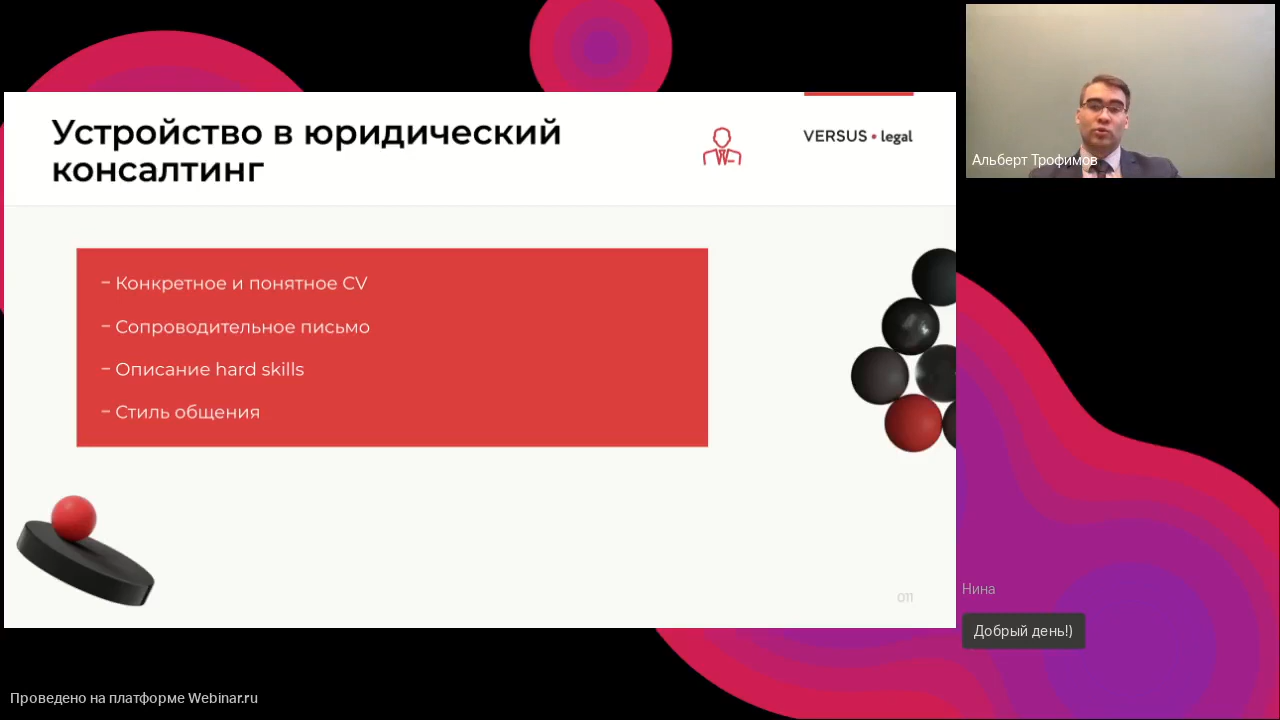 Устройство в юридический
консалтинг
VERSUS • legal
– Конкретное и понятное CV
– Сопроводительное письмо
– Описание hard skills
– Стиль общения
011
Альберт Трофимов
Нина
Добрый день!)
Проведено на платформе Webinar.ru